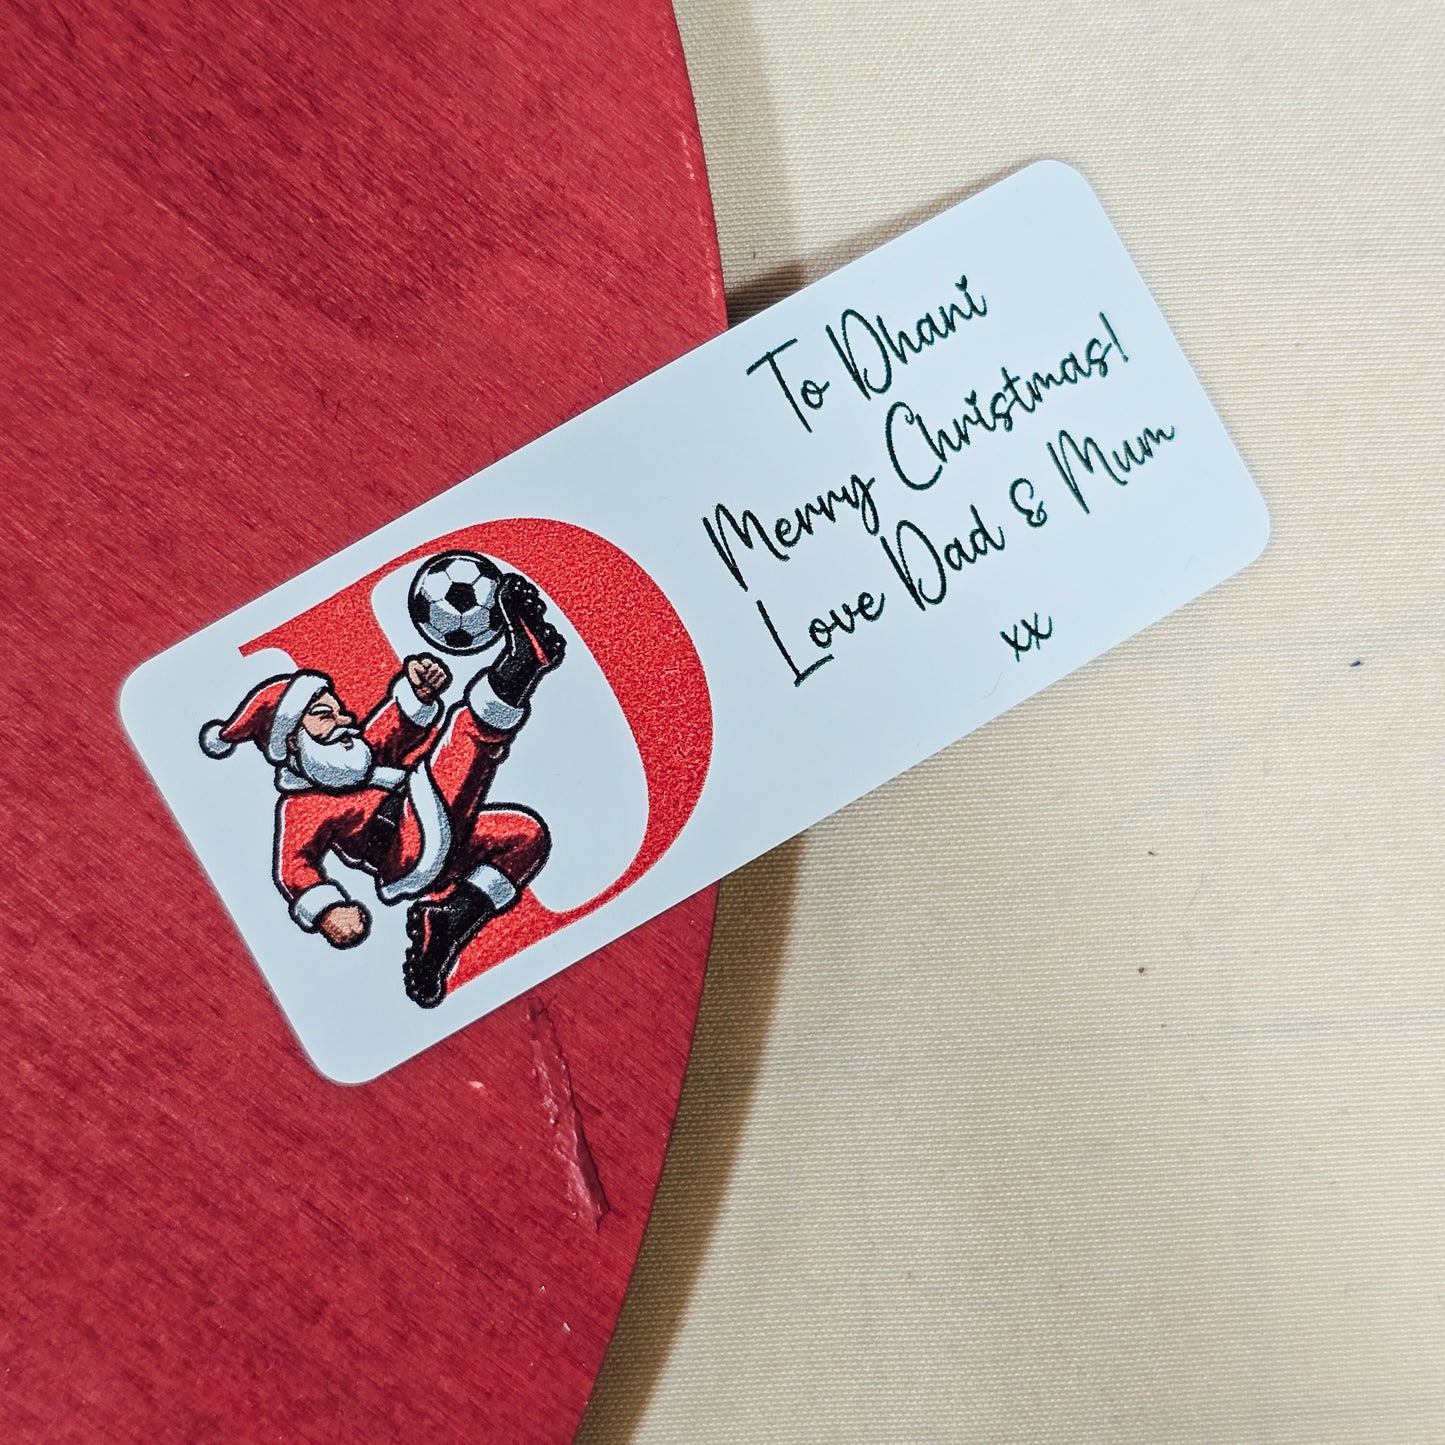 D
To Dhani
Merry Christmas!
Love Dad & Mum
xx